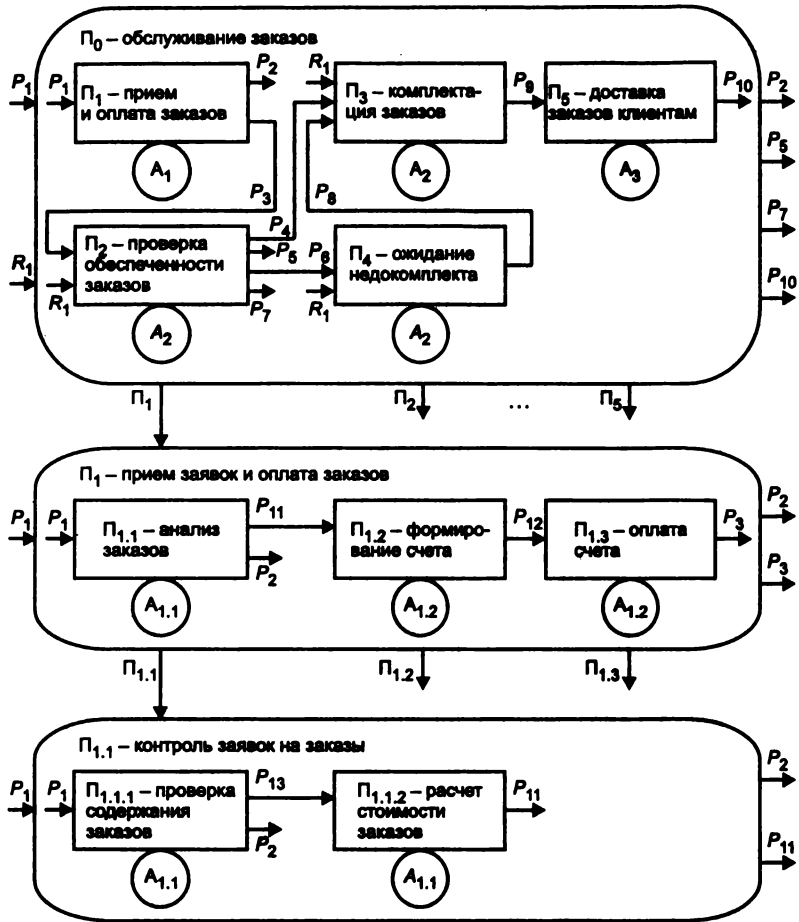 П₀ – обслуживание заказов
P₁
P₁
П₁ – прием
и оплата заказов
P₂
R₁
П₃ – комплекта-
ция заказов
P₉
П₅ – доставка
заказов клиентам
P₁₀
P₂
A₁
A₂
A₃
P₅
P₃
P₄
P₈
P₇
R₁
R₁
П₂ – проверка
обеспеченности
заказов
P₅
P₆
P₇
П₄ – ожидание
недокомплекта
R₁
P₁₀
A₂
A₂
П₁
П₂
...
П₅
П₁ – прием заявок и оплата заказов
P₁
P₁
П₁.₁ – анализ
заказов
P₁₁
P₂
П₁.₂ – формиро-
вание счета
P₁₂
П₁.₃ – оплата
счета
P₃
P₂
P₃
A₁.₁
A₁.₂
A₁.₂
П₁.₁
П₁.₂
П₁.₃
П₁.₁ – контроль заявок на заказы
P₁
P₁
П₁.₁.₁ – проверка
содержания
заказов
P₁₃
P₂
П₁.₁.₂ – расчет
стоимости
заказов
P₁₁
P₂
P₁₁
A₁.₁
A₁.₁